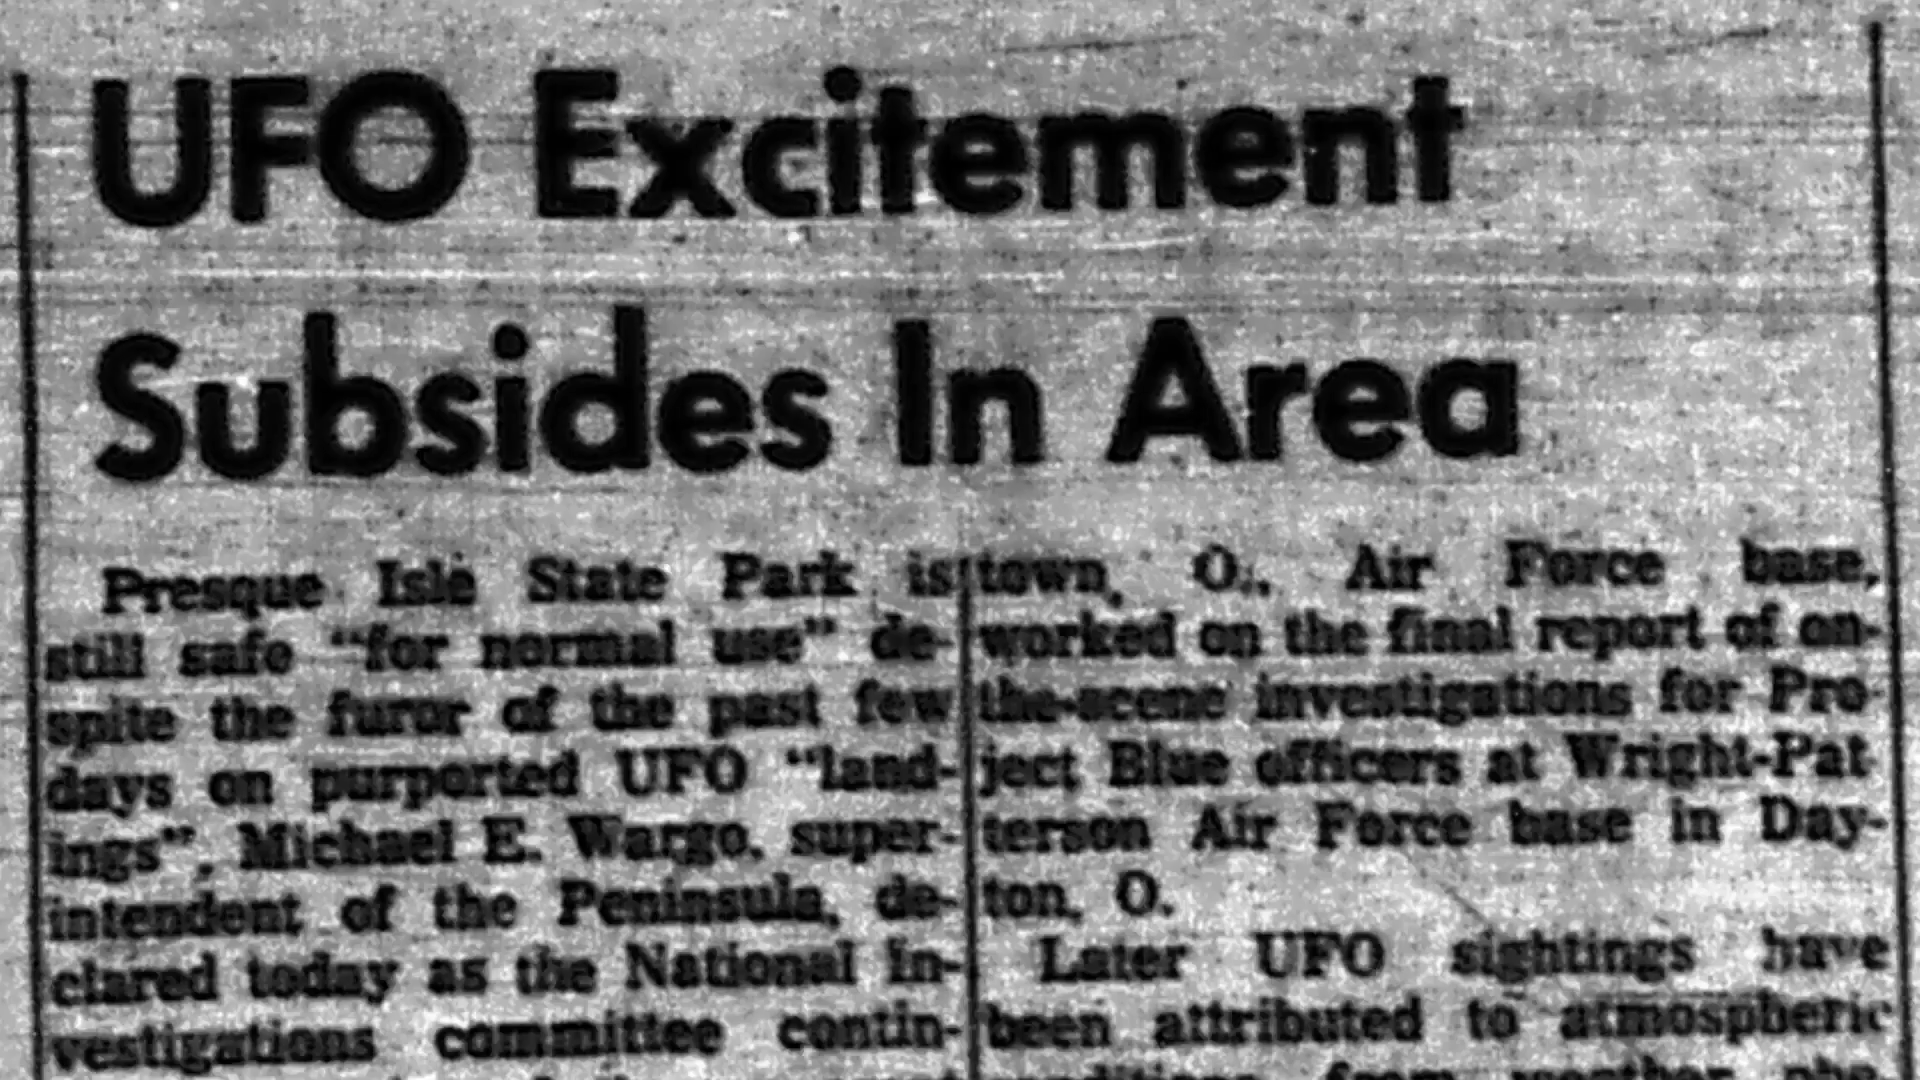 UFO Excitement
Subsides In Area
Presque Isle State Park is
still safe "for normal use" de-
spite the furor of the past few
days on purported UFO "land-
ings", Michael E. Wargo, super-
intendent of the Peninsula, de-
clared today as the National In-
vestigations committee contin-
town, O., Air Force base,
worked on the final report of on-
the-scene investigations for Pro-
ject Blue officers at Wright-Pat
terson Air Force base in Day-
ton, O.
Later UFO sightings have
been attributed to atmospheric
from weather phe-